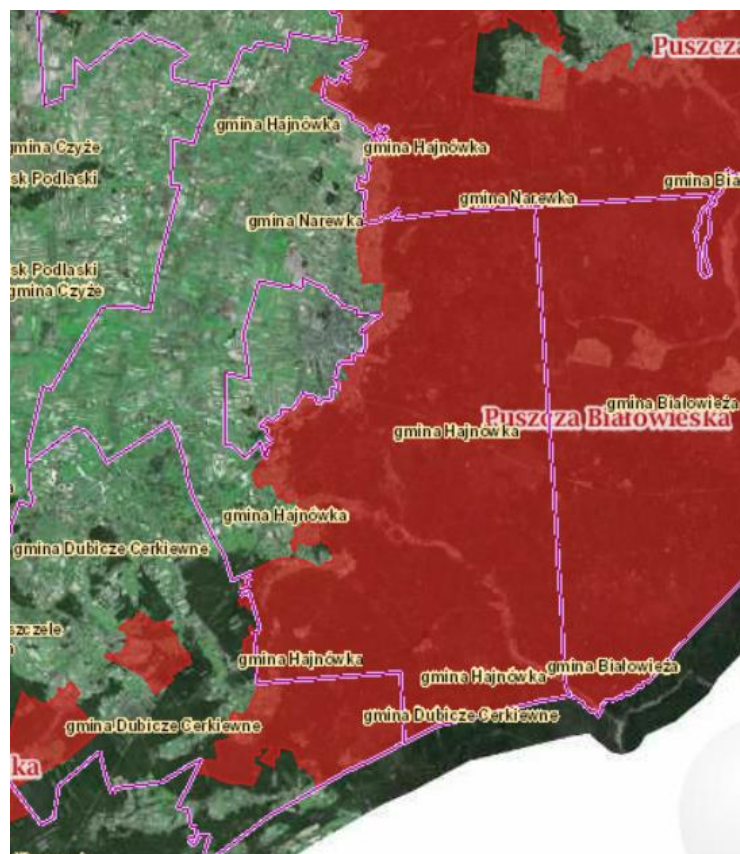 Puszcza
gmina Hajnówka
gmina Czyże
gmina Hajnówka
sk Podlaski
gmina Bia
gmina Narewka
gmina Narewka
sk Podlaski
gmina Czyże
gmina Białowieża
Puszcza Białowieska
gmina Hajnówka
gmina Hajnówka
gmina Dubicze Cerkiewne
szczele
gmina Hajnówka
gmina Białowieża
gmina Hajnówka
gmina Dubicze Cerkiewne
gmina Dubicze Cerkiewne
ka